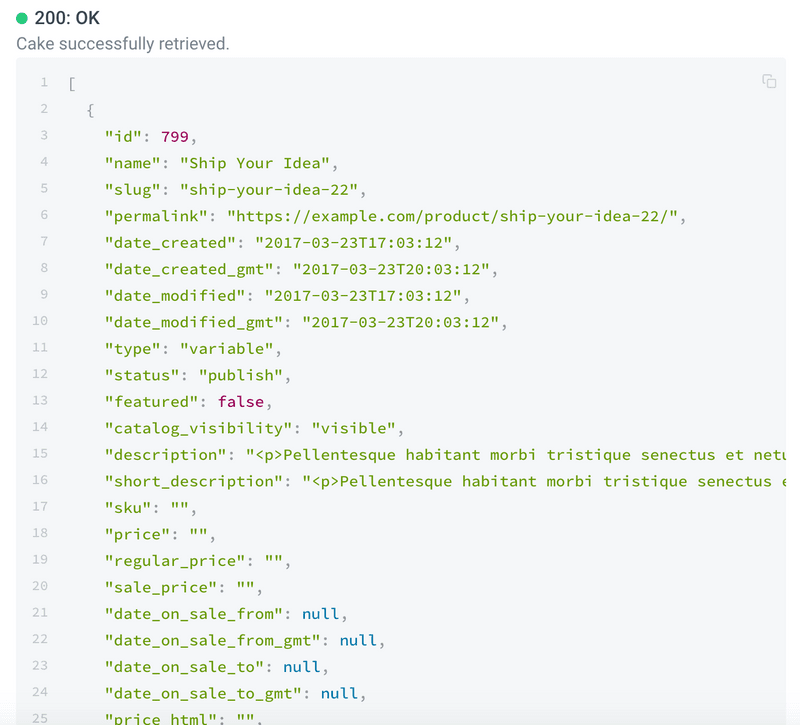 200: OK
Cake successfully retrieved.
1 [
2 {
3 "id": 799,
4 "name": "Ship Your Idea",
5 "slug": "ship-your-idea-22",
6 "permalink": "https://example.com/product/ship-your-idea-22/",
7 "date_created": "2017-03-23T17:03:12",
8 "date_created_gmt": "2017-03-23T20:03:12",
9 "date_modified": "2017-03-23T17:03:12",
10 "date_modified_gmt": "2017-03-23T20:03:12",
11 "type": "variable",
12 "status": "publish",
13 "featured": false,
14 "catalog_visibility": "visible",
15 "description": "<p>Pellentesque habitant morbi tristique senectus et netu
16 "short_description": "<p>Pellentesque habitant morbi tristique senectus e
17 "sku": "",
18 "price": "",
19 "regular_price": "",
20 "sale_price": "",
21 "date_on_sale_from": null,
22 "date_on_sale_from_gmt": null,
23 "date_on_sale_to": null,
24 "date_on_sale_to_gmt": null,
25 "price_html": "",